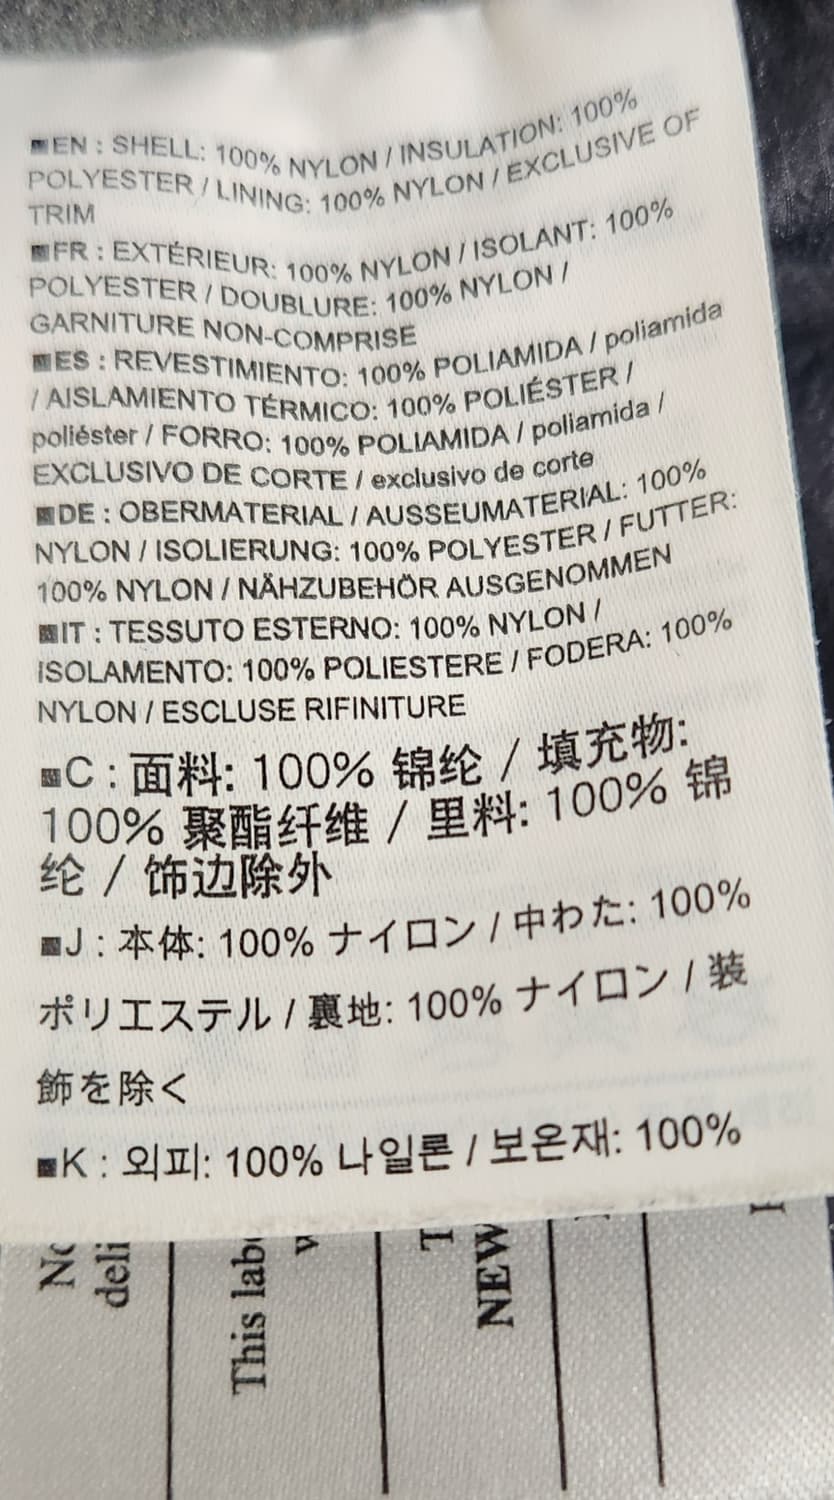 ■EN : SHELL: 100% NYLON / INSULATION: 100%
POLYESTER / LINING: 100% NYLON / EXCLUSIVE OF
TRIM
■FR : EXTÉRIEUR: 100% NYLON / ISOLANT: 100%
POLYESTER / DOUBLURE: 100% NYLON /
GARNITURE NON-COMPRISE
■ES : REVESTIMIENTO: 100% POLIAMIDA / poliamida
/ AISLAMIENTO TÉRMICO: 100% POLIÉSTER /
poliéster / FORRO: 100% POLIAMIDA / poliamida /
EXCLUSIVO DE CORTE / exclusivo de corte
■DE : OBERMATERIAL / AUSSEUMATERIAL: 100%
NYLON / ISOLIERUNG: 100% POLYESTER / FUTTER:
100% NYLON / NÄHZUBEHÖR AUSGENOMMEN
■IT : TESSUTO ESTERNO: 100% NYLON /
ISOLAMENTO: 100% POLIESTERE / FODERA: 100%
NYLON / ESCLUSE RIFINITURE
■C : 面料: 100% 锦纶 / 填充物:
100% 聚酯纤维 / 里料: 100% 锦
纶 / 饰边除外
■J : 本体: 100% ナイロン / 中わた: 100%
ポリエステル / 裏地: 100% ナイロン / 装
飾を除く
■K : 외피: 100% 나일론 / 보온재: 100%
This
NEW